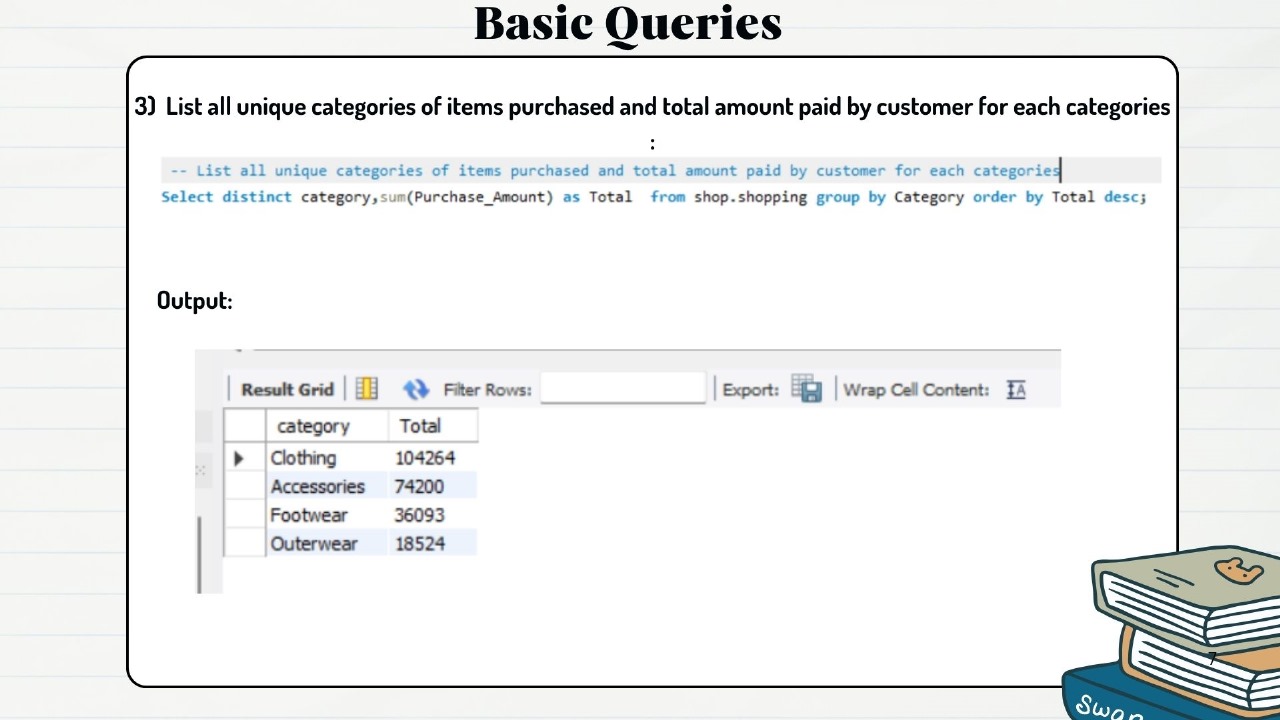 Basic Queries
3) List all unique categories of items purchased and total amount paid by customer for each categories
:
-- List all unique categories of items purchased and total amount paid by customer for each categories
Select distinct category,sum(Purchase_Amount) as Total from shop.shopping group by Category order by Total desc;
Output:
Result Grid Filter Rows: Export: Wrap Cell Content: IA
category Total
Clothing 104264
Accessories 74200
Footwear 36093
Outerwear 18524
7